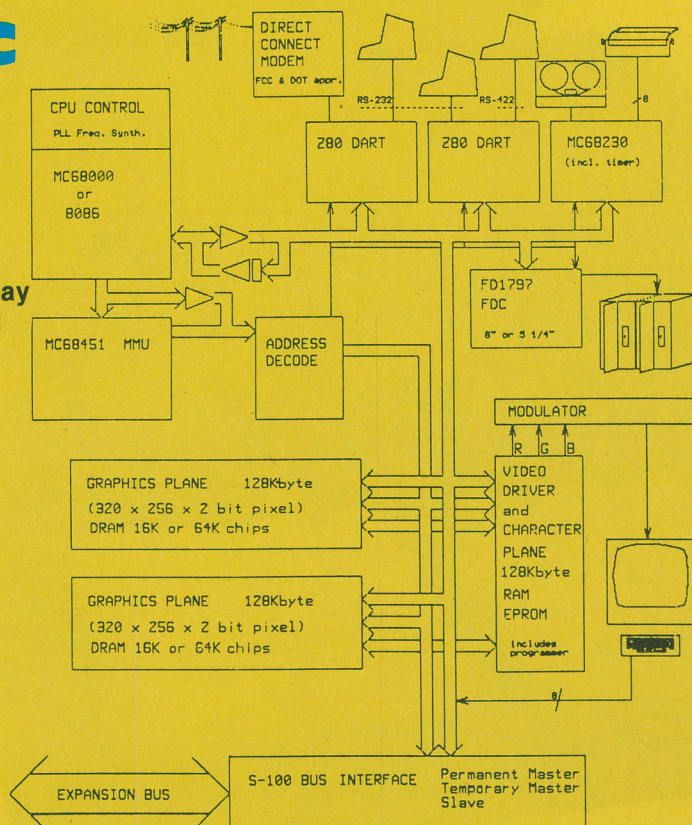 c
DIRECT
CONNECT
MODEM
FCC & DOT appr.
RS-232
RS-422
8
CPU CONTROL
PLL Freq. Synth.
MC68000
or
8086
Z80 DART
Z80 DART
MC68230
(incl. timer)
ay
FD1797
FDC
8" or 5 1/4"
MC68451 MMU
ADDRESS
DECODE
MODULATOR
R G B
GRAPHICS PLANE 128Kbyte
(320 x 256 x 2 bit pixel)
DRAM 16K or 64K chips
VIDEO
DRIVER
and
CHARACTER
PLANE
128Kbyte
RAM
EPROM
includes
programmer
GRAPHICS PLANE 128Kbyte
(320 x 256 x 2 bit pixel)
DRAM 16K or 64K chips
8
EXPANSION BUS
S-100 BUS INTERFACE
Permanent Master
Temporary Master
Slave